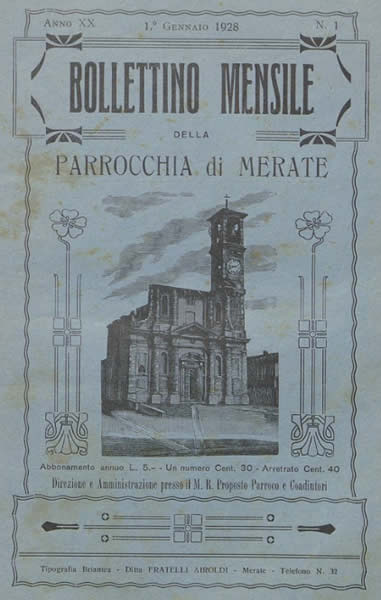 ANNO XX 1.° GENNAIO 1928 N. 1
BOLLETTINO MENSILE
DELLA
PARROCCHIA di MERATE
Abbonamento annuo L. 5.-- - Un numero Cent. 30 - Arretrato Cent. 40
Direzione e Amministrazione presso il M. R. Proposto Parroco e Coadiutori
Tipografia Briantea - Ditta FRATELLI AIROLDI - Merate - Telefono N. 32